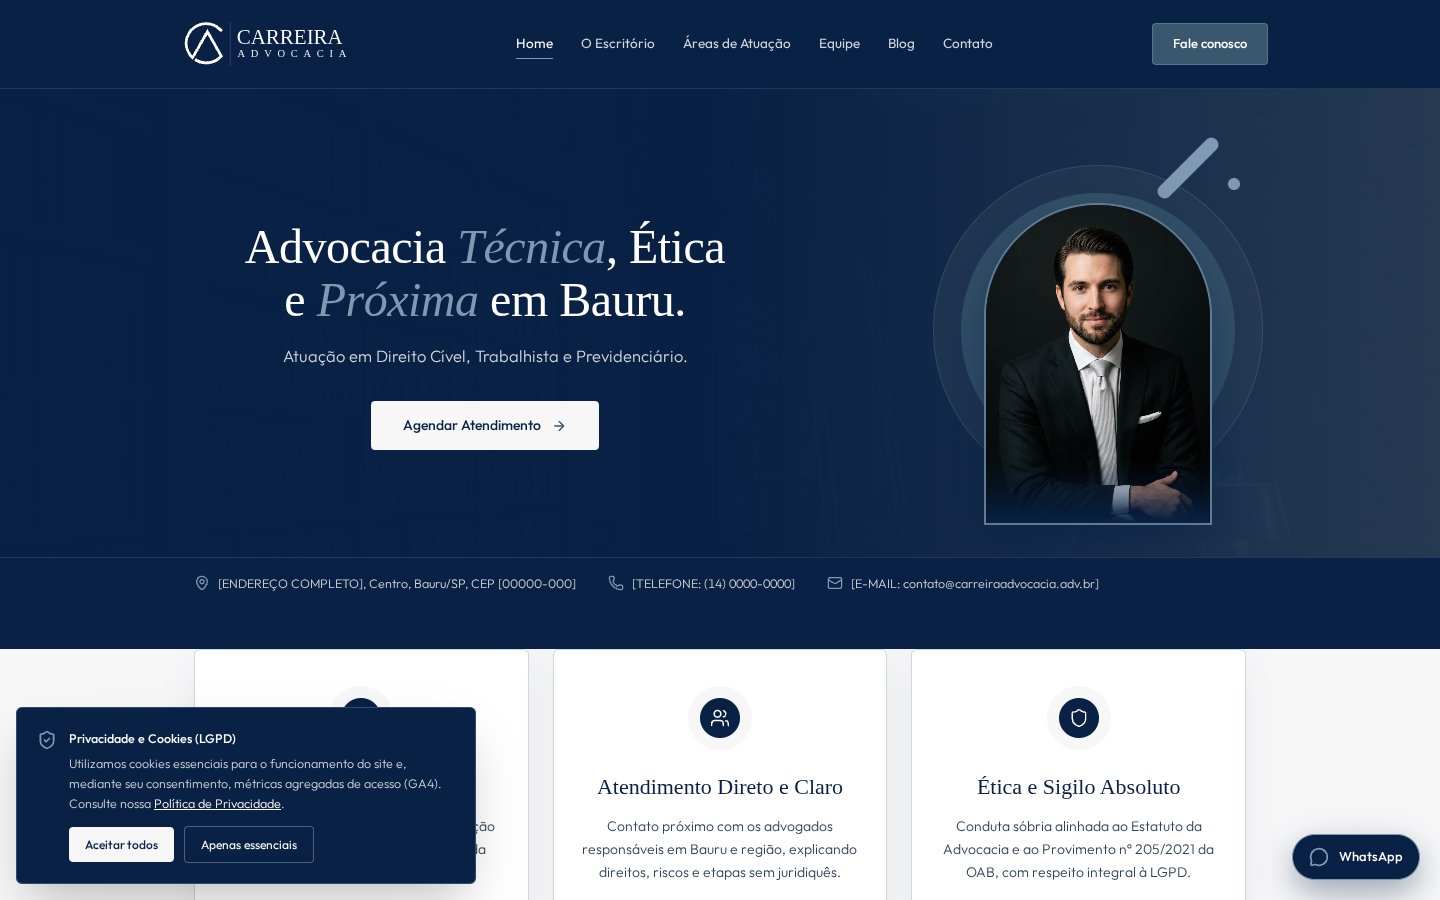 CARREIRA
ADVOCACIA
Home
O Escritório
Áreas de Atuação
Equipe
Blog
Contato
Fale conosco
Advocacia Técnica, Ética
e Próxima em Bauru.
Atuação em Direito Cível, Trabalhista e Previdenciário.
Agendar Atendimento
[ENDEREÇO COMPLETO], Centro, Bauru/SP, CEP [00000-000]
[TELEFONE: (14) 0000-0000]
[E-MAIL: contato@carreiraadvocacia.adv.br]
Atendimento Direto e Claro
Contato próximo com os advogados
responsáveis em Bauru e região, explicando
direitos, riscos e etapas sem juridiquês.
Ética e Sigilo Absoluto
Conduta sóbria alinhada ao Estatuto da
Advocacia e ao Provimento nº 205/2021 da
OAB, com respeito integral à LGPD.
Privacidade e Cookies (LGPD)
Utilizamos cookies essenciais para o funcionamento do site e,
mediante seu consentimento, métricas agregadas de acesso (GA4).
Consulte nossa Política de Privacidade.
Aceitar todos
Apenas essenciais
WhatsApp